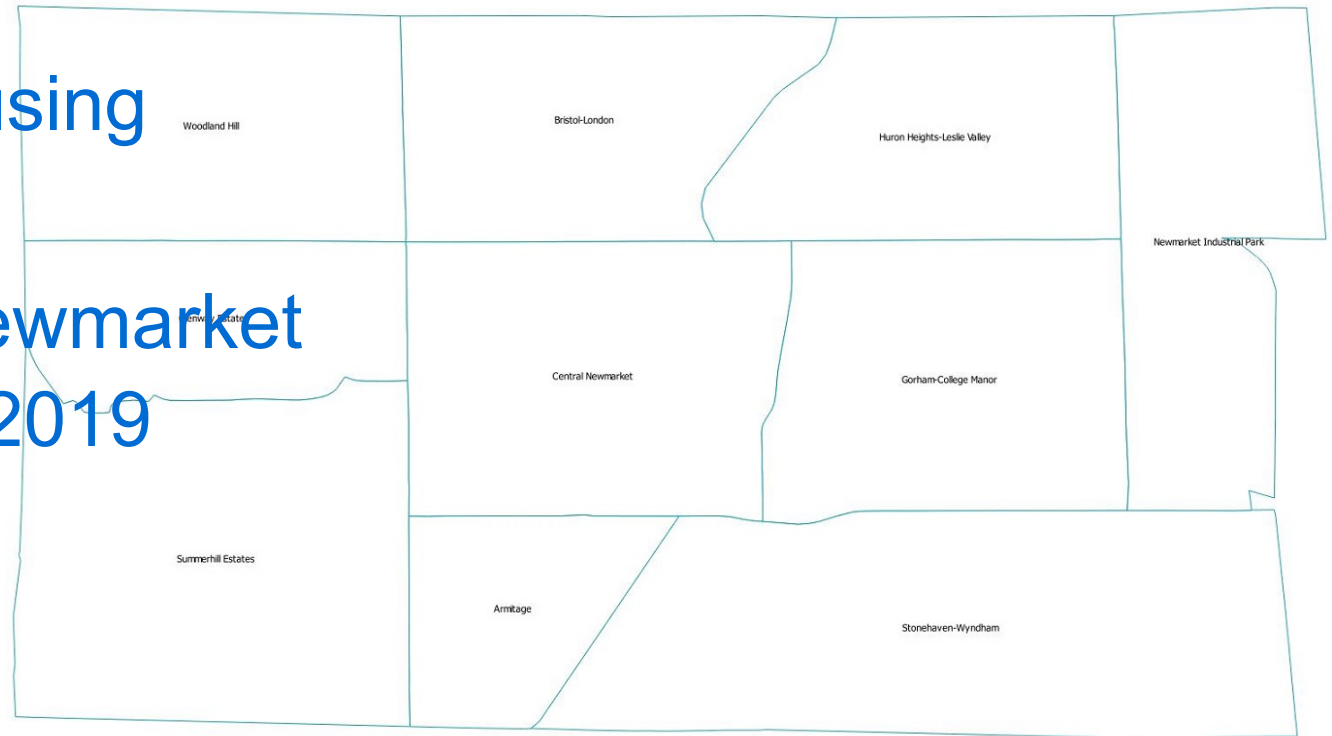 using
Woodland Hill
Bristol-London
Huron Heights-Leslie Valley
Newmarket Industrial Park
ewmarket
2019
Central Newmarket
Gorham-College Manor
Summerhill Estates
Armitage
Stonehaven-Wyndham